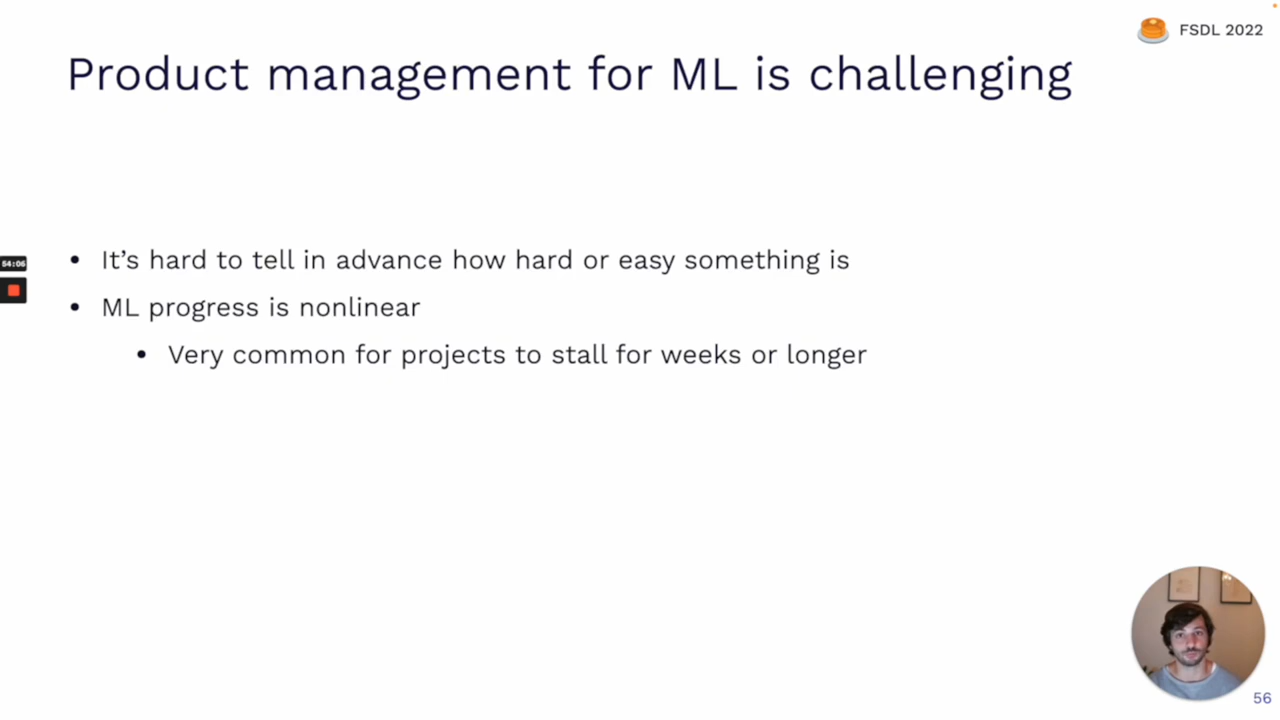 FSDL 2022
Product management for ML is challenging
• It’s hard to tell in advance how hard or easy something is
54:06
• ML progress is nonlinear
• Very common for projects to stall for weeks or longer
56